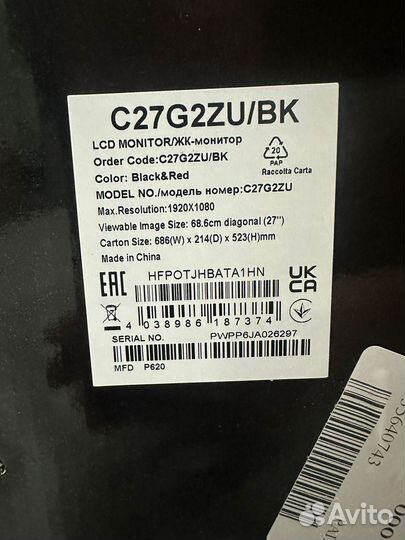 C27G2ZU/BK
LCD MONITOR/ЖК-монитор
Order Code:C27G2ZU/BK
Color: Black&Red
MODEL NO./модель номер:C27G2ZU
Max.Resolution:1920X1080
Viewable Image Size: 68.6cm diagonal (27'')
Carton Size: 686(W) x 214(D) x 523(H)mm
Made in China
20
PAP
Raccolta Carta
EAC
HFPOTJHBATA1HN
UK
CA
4 038986 187374
SERIAL NO.
PWPP6JA026297
MFD P620
55640743
ООО
Avito